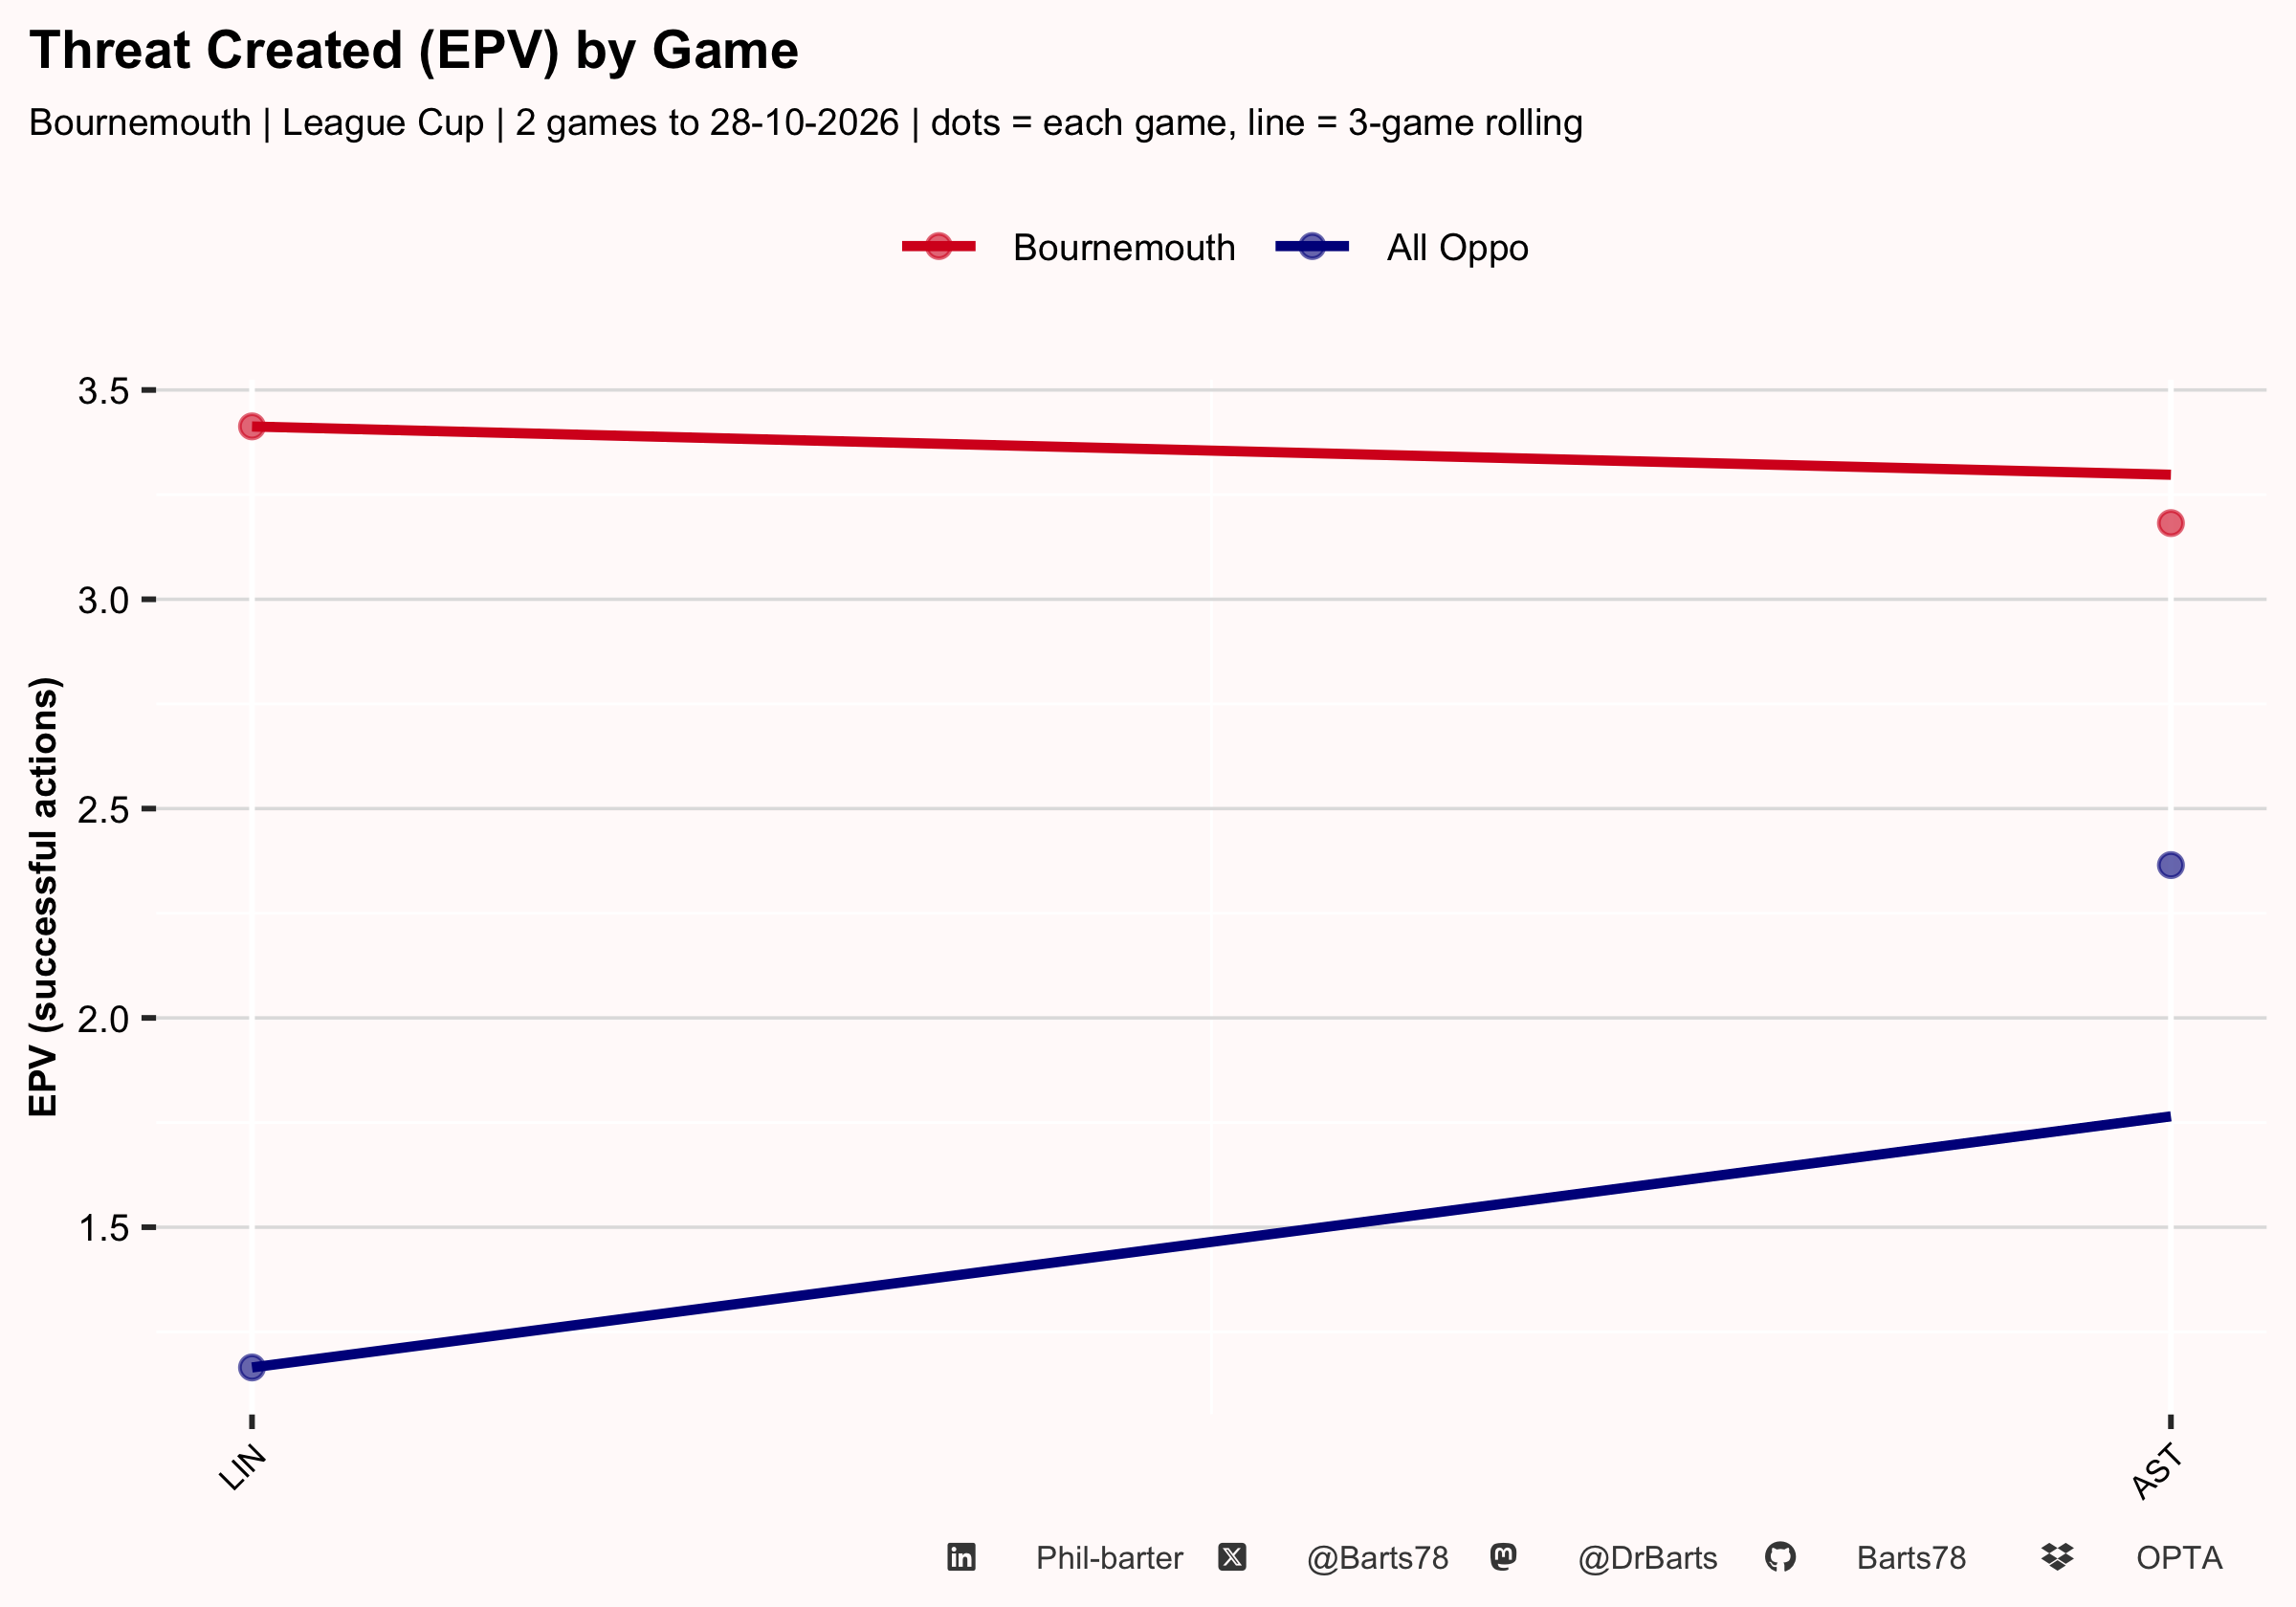 Threat Created (EPV) by Game
Bournemouth | League Cup | 2 games to 28-10-2026 | dots = each game, line = 3-game rolling
Bournemouth All Oppo
EPV (successful actions)
3.5
3.0
2.5
2.0
1.5
LIN AST
Phil-barter @Barts78 @DrBarts Barts78 OPTA